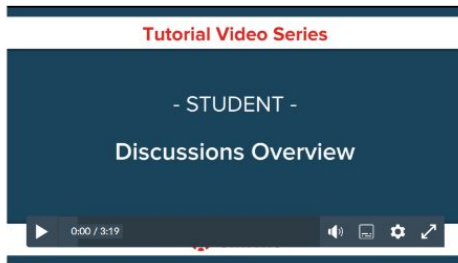 Tutorial Video Series
- STUDENT -
Discussions Overview
0:00 / 3:19